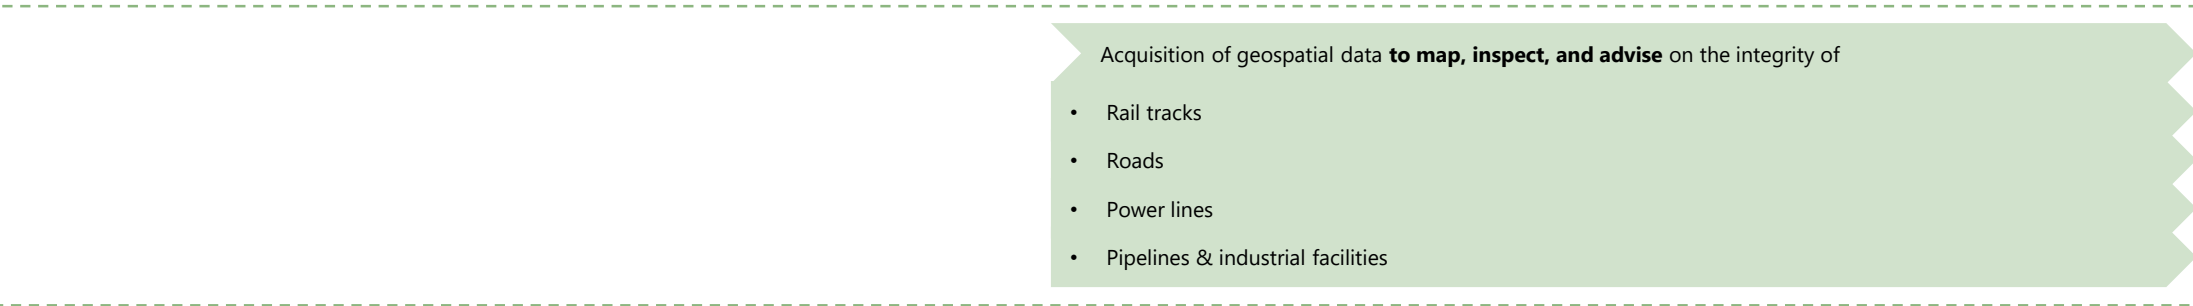 Acquisition of geospatial data to map, inspect, and advise on the integrity of
• Rail tracks
• Roads
• Power lines
• Pipelines & industrial facilities